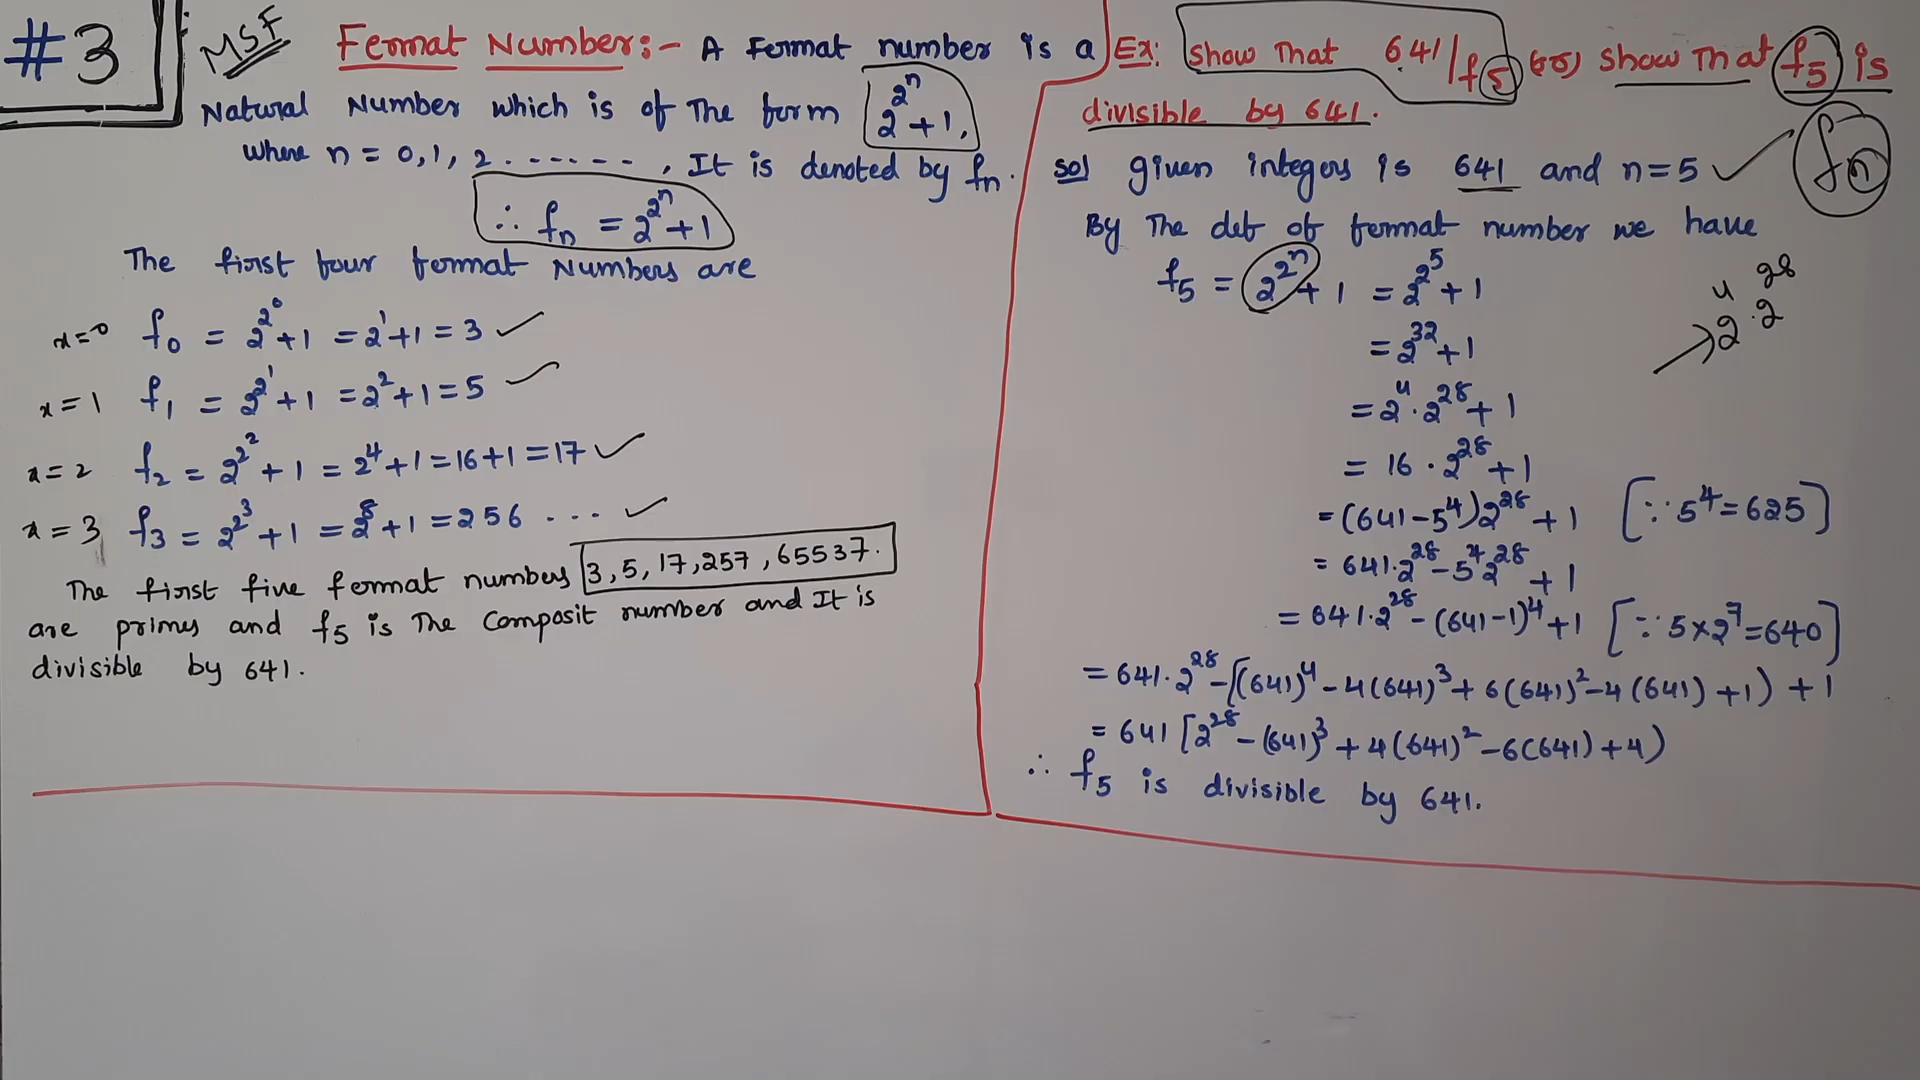 #3
MSF
Fermat Number:- A Fermat number is a
Natural Number which is of The form 2^2^n + 1,
where n = 0, 1, 2 ........ , It is denoted by fn.
∴ fn = 2^2^n + 1
The first four fermat Numbers are
n=0 f0 = 2^2^0 + 1 = 2^1 + 1 = 3 ✓
n=1 f1 = 2^2^1 + 1 = 2^2 + 1 = 5 ✓
n=2 f2 = 2^2^2 + 1 = 2^4 + 1 = 16 + 1 = 17 ✓
n=3 f3 = 2^2^3 + 1 = 2^8 + 1 = 256 ... ✓
The first five fermat numbers 3, 5, 17, 257, 65537.
are primes and f5 is The Composit number and It is
divisible by 641.
Ex: Show That 641/f5 (or) Show That f5 is
divisible by 641.
fn
sol given integers is 641 and n=5 ✓
By The def of fermat number we have
f5 = 2^2^n + 1 = 2^2^5 + 1
= 2^32 + 1
→ 2^4 . 2^28
= 2^4 . 2^28 + 1
= 16 . 2^28 + 1
= (641 - 5^4) 2^28 + 1 [∵ 5^4 = 625]
= 641 . 2^28 - 5^4 2^28 + 1
= 641 . 2^28 - (641 - 1)^4 + 1 [∵ 5 × 2^7 = 640]
= 641 . 2^28 - [(641)^4 - 4(641)^3 + 6(641)^2 - 4(641) + 1) + 1
= 641 [2^28 - (641)^3 + 4(641)^2 - 6(641) + 4)
∴ f5 is divisible by 641.